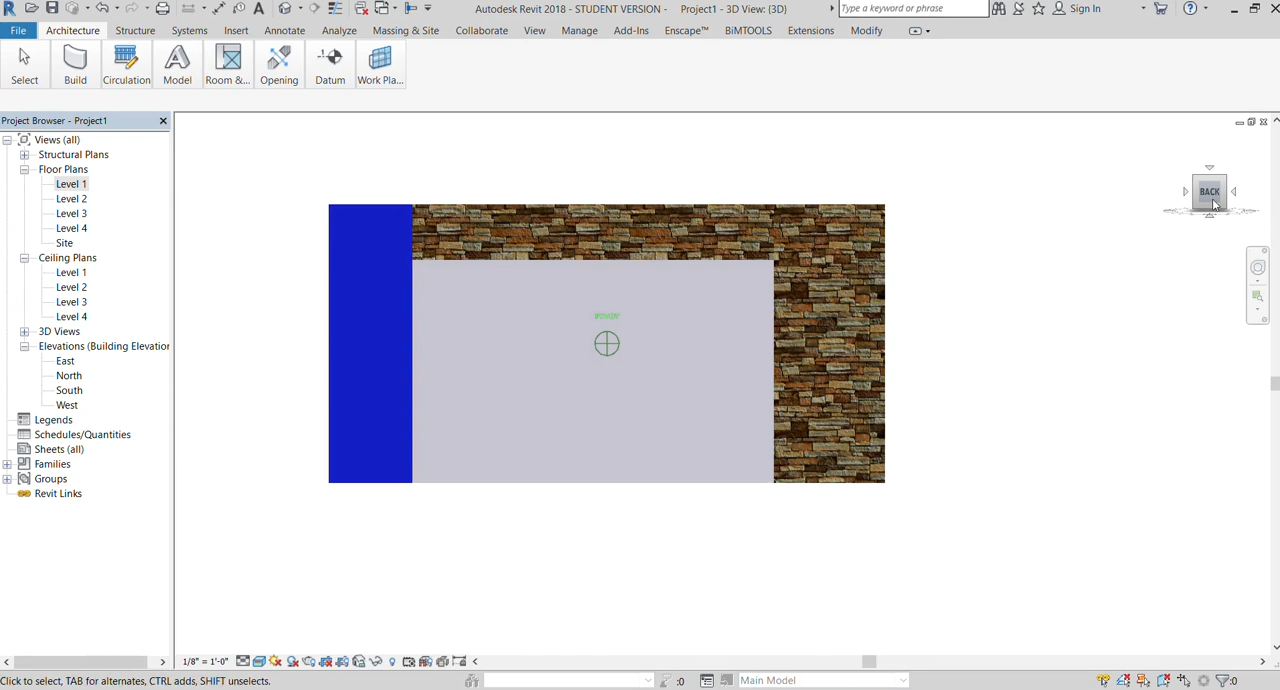 Autodesk Revit 2018 - STUDENT VERSION - Project1 - 3D View: {3D}
Type a keyword or phrase
Sign In
File Architecture Structure Systems Insert Annotate Analyze Massing & Site Collaborate View Manage Add-Ins Enscape™ BiMTOOLS Extensions Modify
Select Build Circulation Model Room &... Opening Datum Work Pla...
Project Browser - Project1
Views (all)
Structural Plans
Floor Plans
Level 1
Level 2
Level 3
Level 4
Site
Ceiling Plans
Level 1
Level 2
Level 3
Level 4
3D Views
Elevations (Building Elevation
East
North
South
West
Legends
Schedules/Quantities
Sheets (all)
Families
Groups
Revit Links
BACK
1/8" = 1'-0"
Click to select, TAB for alternates, CTRL adds, SHIFT unselects.
:0
Main Model
:0